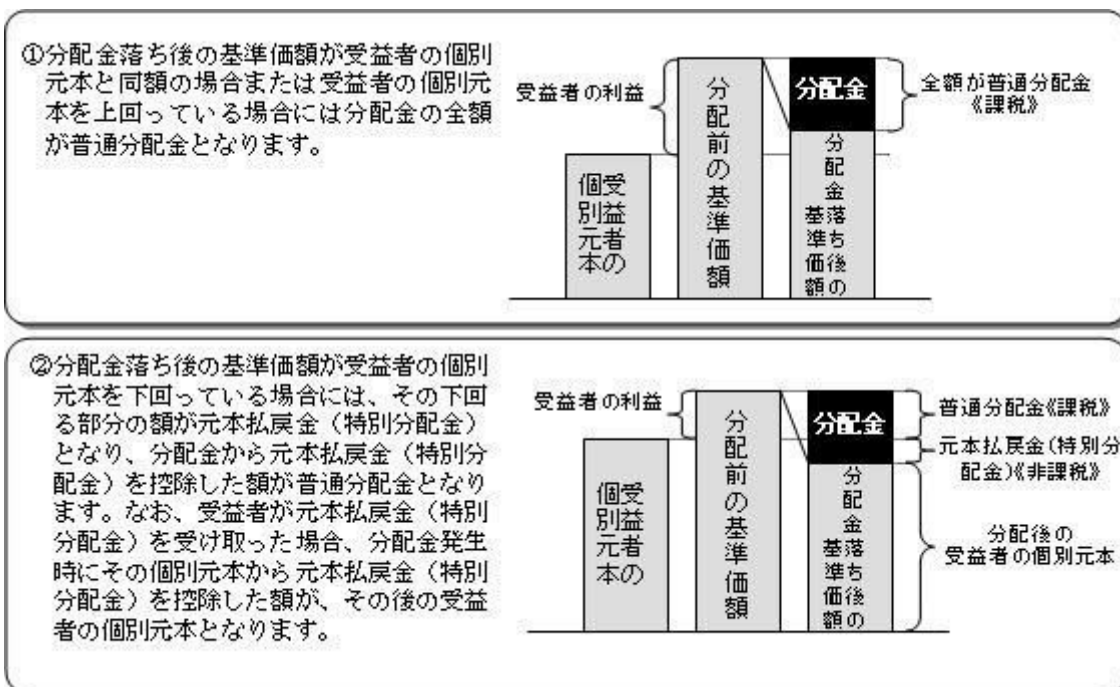 ①分配金落ち後の基準価額が受益者の個別
元本と同額の場合または受益者の個別元
本を上回っている場合には分配金の全額
が普通分配金となります。
受益者の利益
個別元本
受益者の
分配前の基準価額
分配金
分配金落ち後の
基準価額
全額が普通分配金
《課税》
②分配金落ち後の基準価額が受益者の個別
元本を下回っている場合には、その下回
る部分の額が元本払戻金（特別分配金）
となり、分配金から元本払戻金（特別分
配金）を控除した額が普通分配金となり
ます。なお、受益者が元本払戻金（特別
分配金）を受け取った場合、分配金発生
時にその個別元本から元本払戻金（特別
分配金）を控除した額が、その後の受益
者の個別元本となります。
受益者の利益
受益者の
個別元本
分配前の基準価額
分配金
分配金落ち後の
基準価額
普通分配金《課税》
元本払戻金(特別分
配金)《非課税》
分配後の
受益者の個別元本